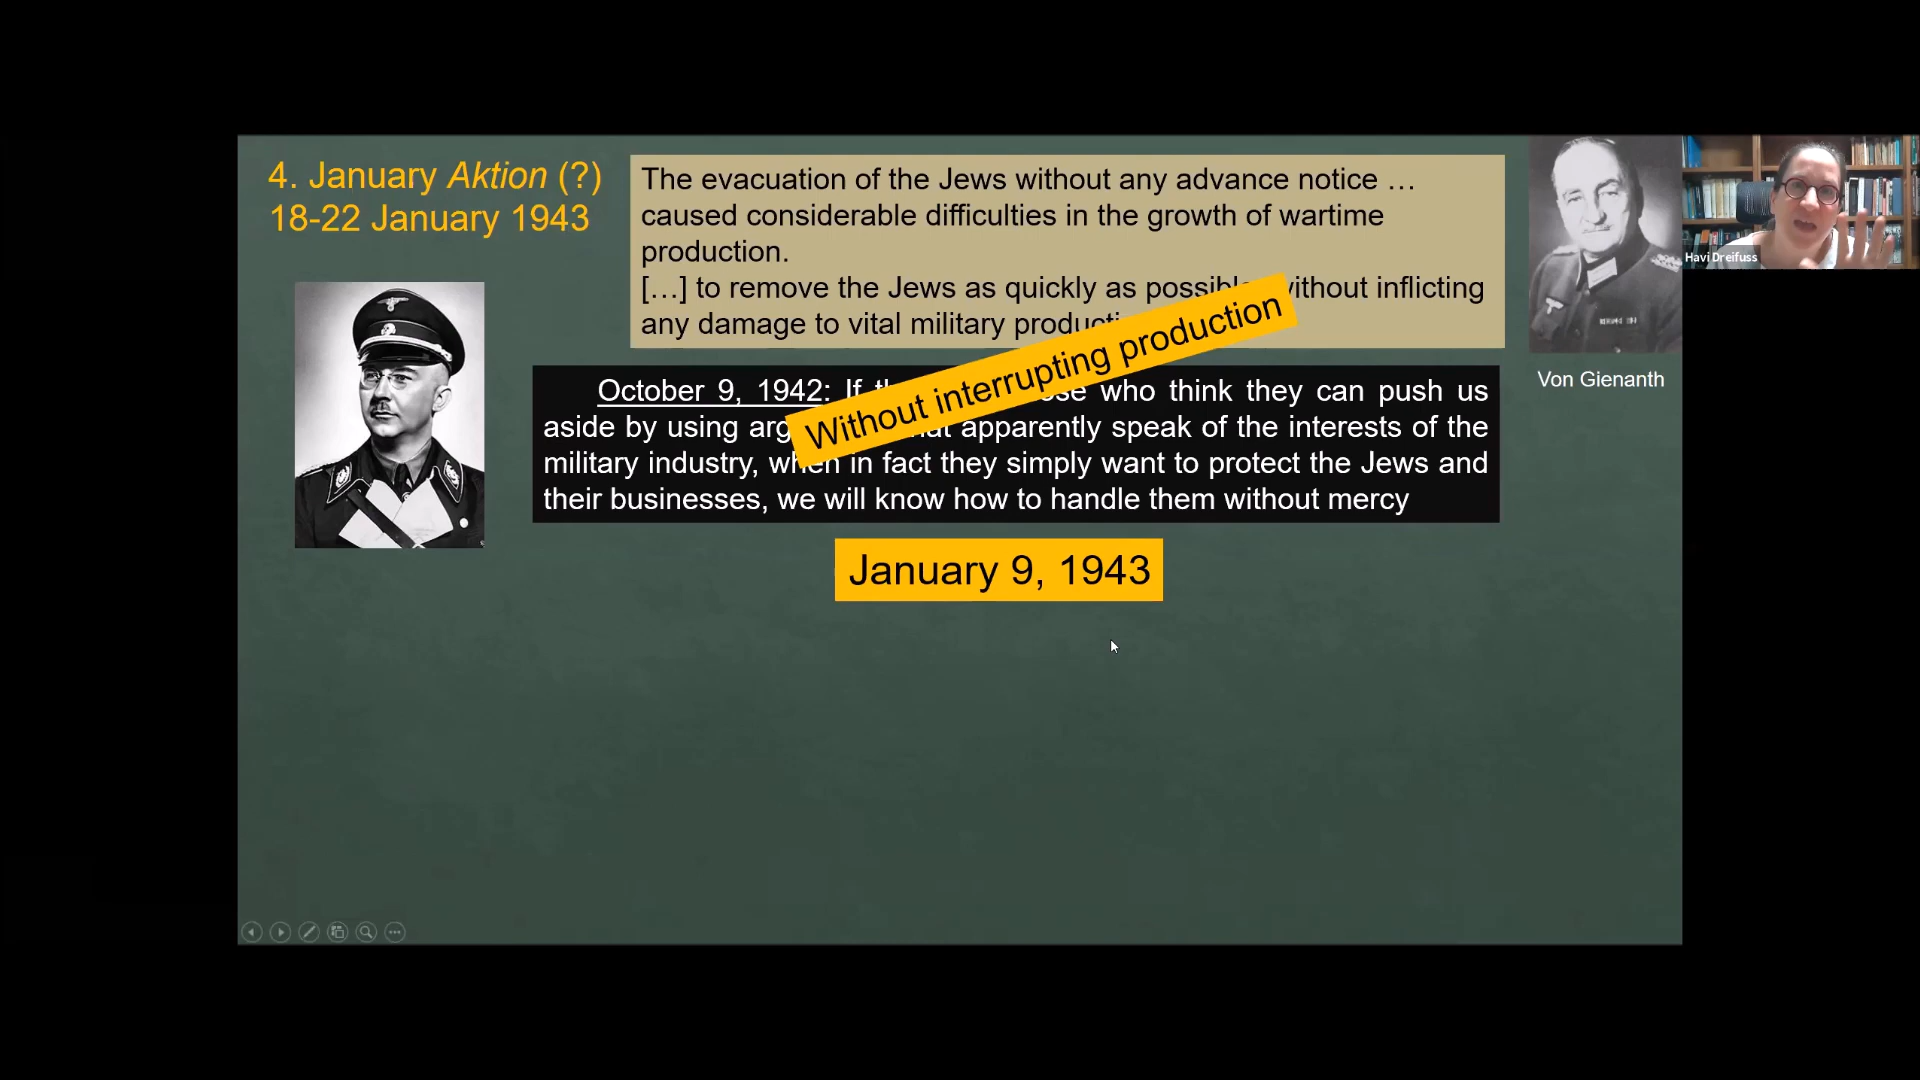 4. January Aktion (?)
18-22 January 1943
The evacuation of the Jews without any advance notice …
caused considerable difficulties in the growth of wartime
production.
[…] to remove the Jews as quickly as possible without inflicting
any damage to vital military
Without interrupting production
October 9, 1942: If who think they can push us
aside by using apparently speak of the interests of the
military industry, when in fact they simply want to protect the Jews and
their businesses, we will know how to handle them without mercy
January 9, 1943
Von Gienanth
Havi Dreifuss